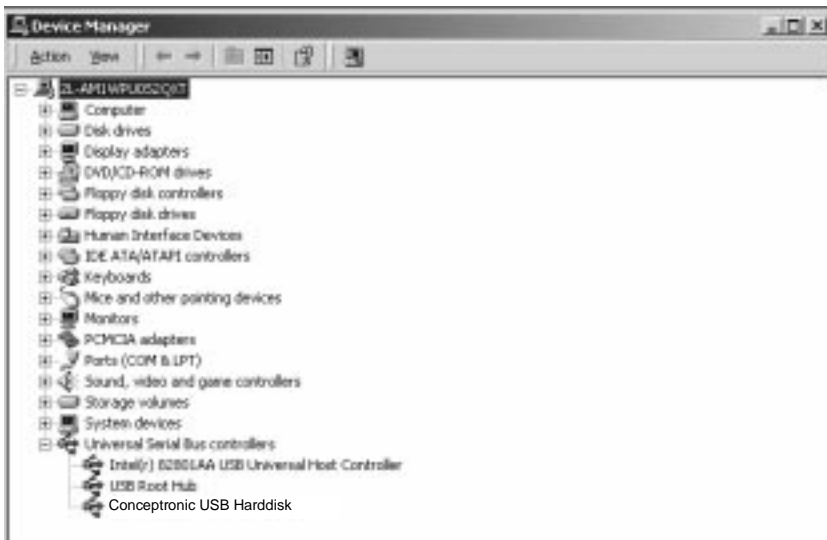 Device Manager
Action View
Computer
Disk drives
Display adapters
DVD/CD-ROM drives
Floppy disk controllers
Floppy disk drives
Human Interface Devices
IDE ATA/ATAPI controllers
Keyboards
Mice and other pointing devices
Monitors
PCMCIA adapters
Ports (COM & LPT)
Sound, video and game controllers
Storage volumes
System devices
Universal Serial Bus controllers
Intel(r) 82801AA USB Universal Host Controller
USB Root Hub
Conceptronic USB Harddisk